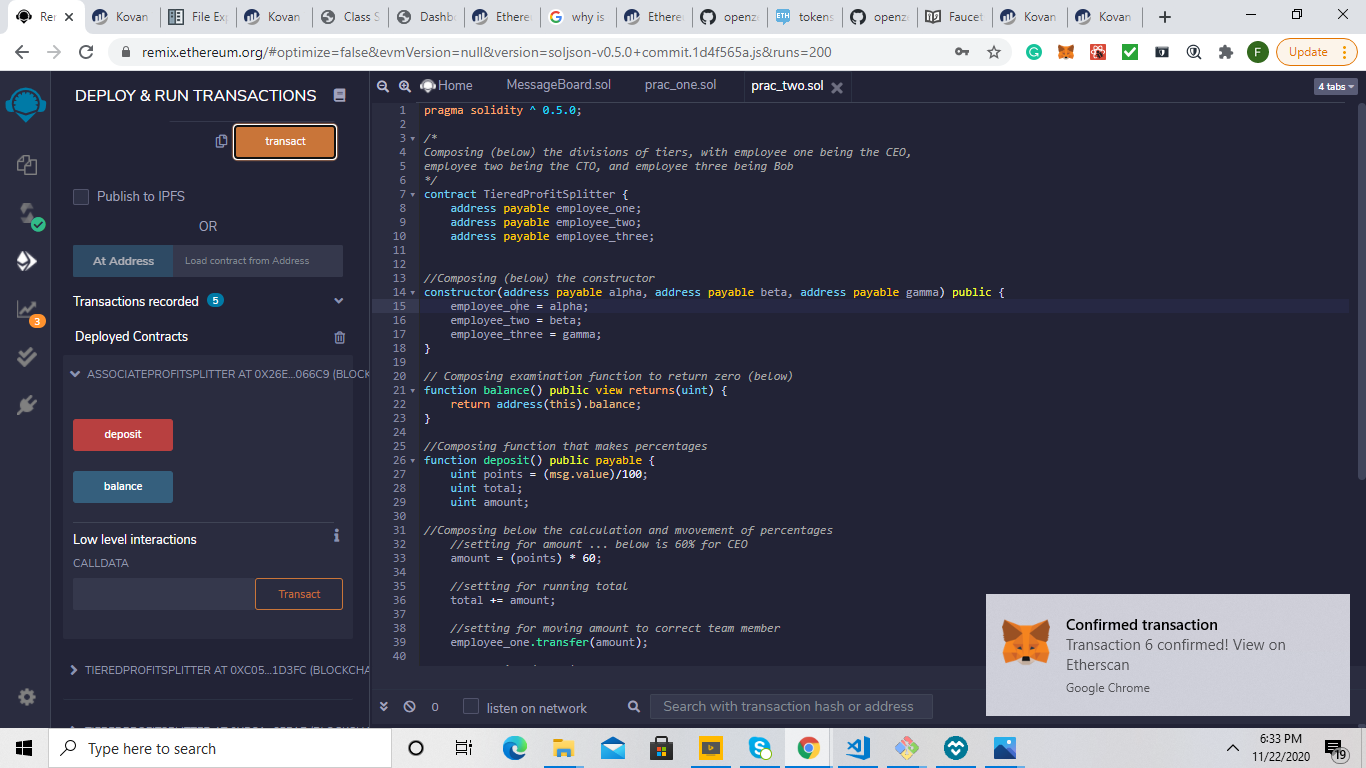 Rer
Kovan
File Exp
Kovan
Class S
Dashb
Ethere
why is
Ethere
openz
tokens
openz
Faucet
Kovan
Kovan
remix.ethereum.org/#optimize=false&evmVersion=null&version=soljson-v0.5.0+commit.1d4f565a.js&runs=200
F
Update
DEPLOY & RUN TRANSACTIONS
transact
Publish to IPFS
OR
At Address
Load contract from Address
Transactions recorded 5
3
Deployed Contracts
ASSOCIATEPROFITSPLITTER AT 0X26E...066C9 (BLOCK
deposit
balance
Low level interactions
CALLDATA
Transact
TIEREDPROFITSPLITTER AT 0XC05...1D3FC (BLOCKCHA
Home
MessageBoard.sol
prac_one.sol
prac_two.sol
4 tabs
1 pragma solidity ^ 0.5.0;
2
3 /*
4 Composing (below) the divisions of tiers, with employee one being the CEO,
5 employee two being the CTO, and employee three being Bob
6 */
7 contract TieredProfitSplitter {
8 address payable employee_one;
9 address payable employee_two;
10 address payable employee_three;
11
12
13 //Composing (below) the constructor
14 constructor(address payable alpha, address payable beta, address payable gamma) public {
15 employee_one = alpha;
16 employee_two = beta;
17 employee_three = gamma;
18 }
19
20 // Composing examination function to return zero (below)
21 function balance() public view returns(uint) {
22 return address(this).balance;
23 }
24
25 //Composing function that makes percentages
26 function deposit() public payable {
27 uint points = (msg.value)/100;
28 uint total;
29 uint amount;
30
31 //Composing below the calculation and mvovement of percentages
32 //setting for amount ... below is 60% for CEO
33 amount = (points) * 60;
34
35 //setting for running total
36 total += amount;
37
38 //setting for moving amount to correct team member
39 employee_one.transfer(amount);
40
0
listen on network
Search with transaction hash or address
Confirmed transaction
Transaction 6 confirmed! View on
Etherscan
Google Chrome
Type here to search
6:33 PM
11/22/2020
19